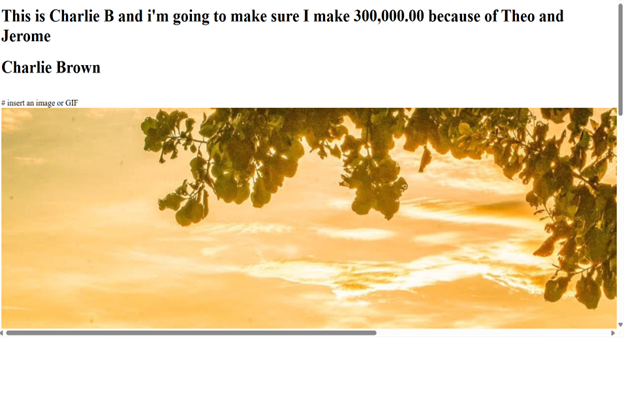 This is Charlie B and i'm going to make sure I make 300,000.00 because of Theo and
Jerome
Charlie Brown
# insert an image or GIF